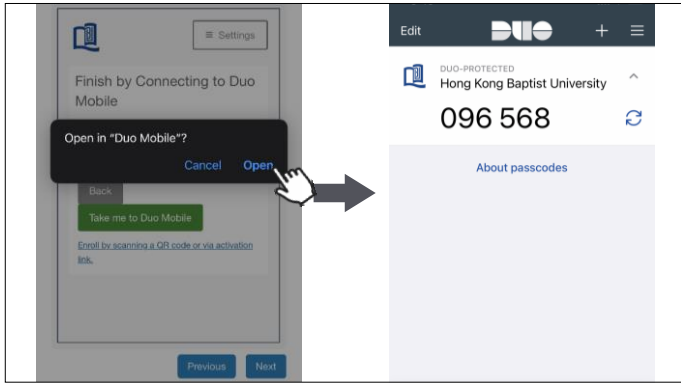 ≡ Settings
Finish by Connecting to Duo
Mobile
Open in "Duo Mobile"?
Cancel Open
Back
Take me to Duo Mobile
Enroll by scanning a QR code or via activation
link.
Previous Next
Edit DUO + ≡
DUO-PROTECTED
Hong Kong Baptist University
096 568
About passcodes